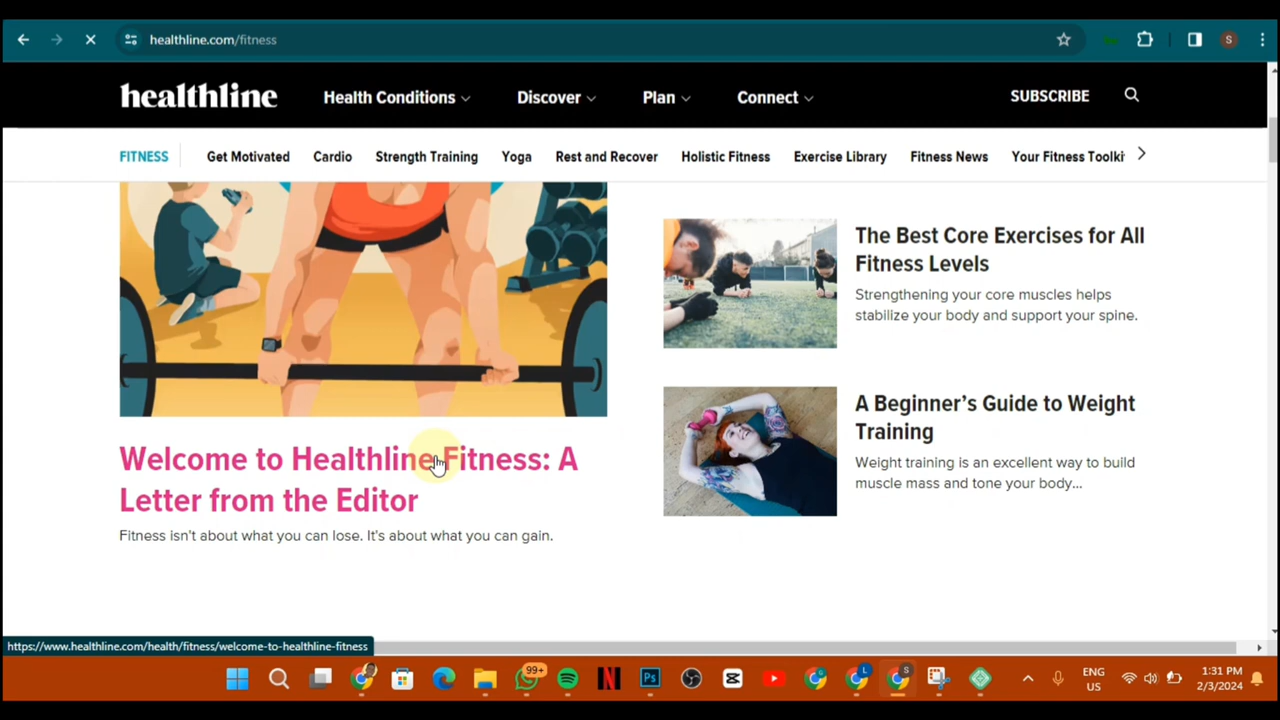 healthline.com/fitness
S
healthline
Health Conditions
Discover
Plan
Connect
SUBSCRIBE
FITNESS
Get Motivated
Cardio
Strength Training
Yoga
Rest and Recover
Holistic Fitness
Exercise Library
Fitness News
Your Fitness Toolki
The Best Core Exercises for All
Fitness Levels
Strengthening your core muscles helps
stabilize your body and support your spine.
A Beginner’s Guide to Weight
Training
Weight training is an excellent way to build
muscle mass and tone your body...
Welcome to Healthline Fitness: A
Letter from the Editor
Fitness isn't about what you can lose. It's about what you can gain.
https://www.healthline.com/health/fitness/welcome-to-healthline-fitness
99+
N
Ps
L
S
ENG
US
1:31 PM
2/3/2024